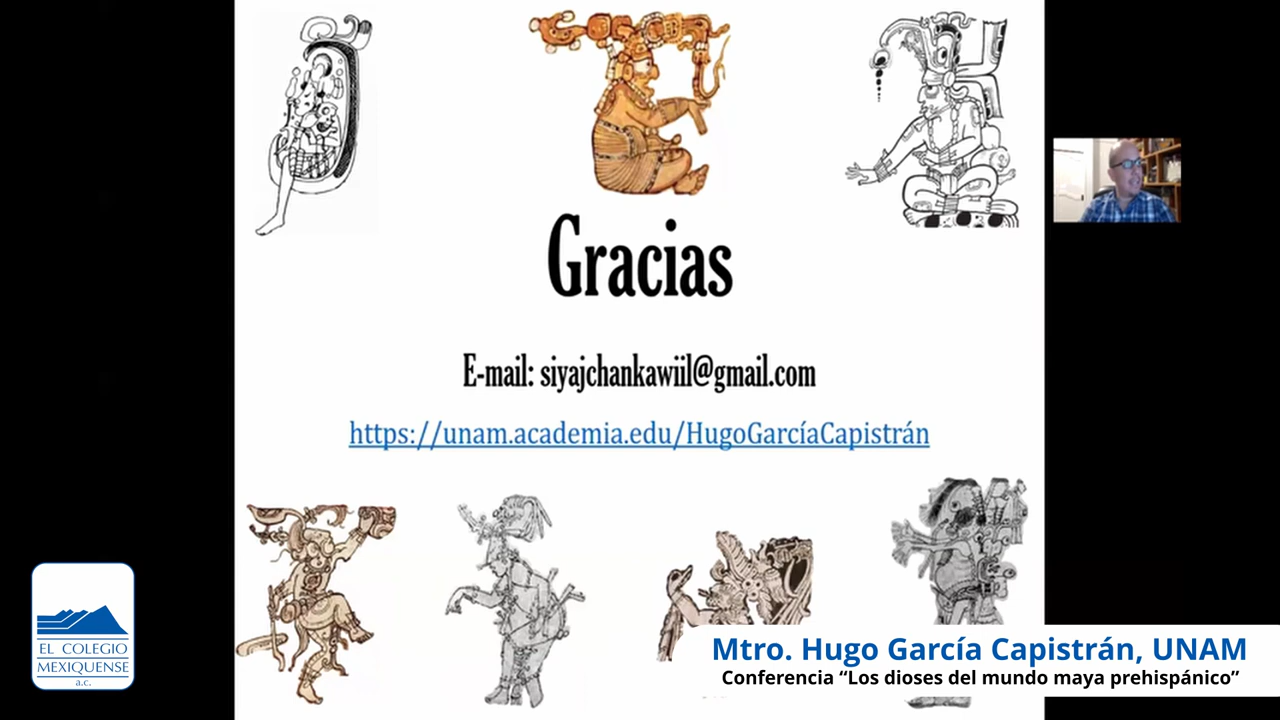 Gracias
E-mail: siyajchankawiil@gmail.com
https://unam.academia.edu/HugoGarcíaCapistrán
EL COLEGIO
MEXIQUENSE
a.c.
Mtro. Hugo García Capistrán, UNAM
Conferencia “Los dioses del mundo maya prehispánico”